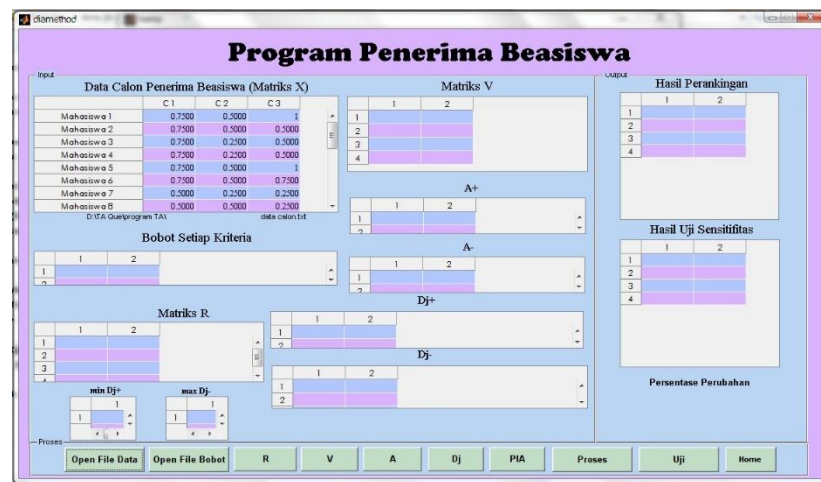 diamethod
Program Penerima Beasiswa
Input
Data Calon Penerima Beasiswa (Matriks X)
C 1 C 2 C 3
Mahasiswa 1 0.7500 0.5000 1
Mahasiswa 2 0.7500 0.5000 0.5000
Mahasiswa 3 0.7500 0.2500 0.5000
Mahasiswa 4 0.7500 0.2500 0.5000
Mahasiswa 5 0.7500 0.5000 1
Mahasiswa 6 0.7500 0.5000 0.7500
Mahasiswa 7 0.5000 0.2500 0.2500
Mahasiswa 8 0.5000 0.5000 0.2500
D:\TA Que\program TA\ data calon.txt
Bobot Setiap Kriteria
1 2
1
2
Matriks R
1 2
1
2
3
4
min Dj+
1
1
max Dj-
1
1
Matriks V
1 2
1
2
3
4
A+
1 2
1
2
A-
1 2
1
2
Dj+
1 2
1
2
Dj-
1 2
1
2
Output
Hasil Perankingan
1 2
1
2
3
4
Hasil Uji Sensitifitas
1 2
1
2
3
4
Persentase Perubahan
Proses
Open File Data Open File Bobot R V A Dj PIA Proses Uji Home